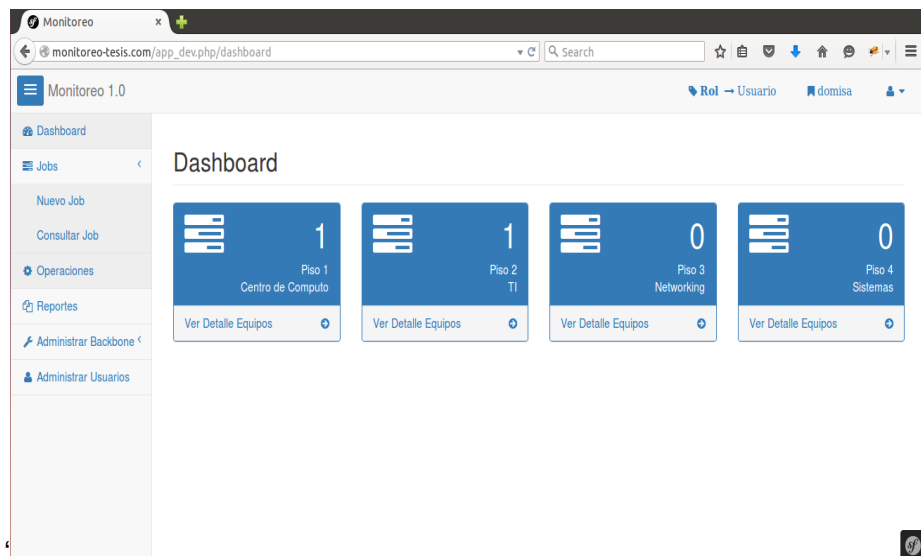 Monitoreo
monitoreo-tesis.com/app_dev.php/dashboard
Search
Monitoreo 1.0
Rol → Usuario
domisa
Dashboard
Jobs
Nuevo Job
Consultar Job
Operaciones
Reportes
Administrar Backbone
Administrar Usuarios
Dashboard
1
Piso 1
Centro de Computo
Ver Detalle Equipos
1
Piso 2
TI
Ver Detalle Equipos
0
Piso 3
Networking
Ver Detalle Equipos
0
Piso 4
Sistemas
Ver Detalle Equipos
‘
sf